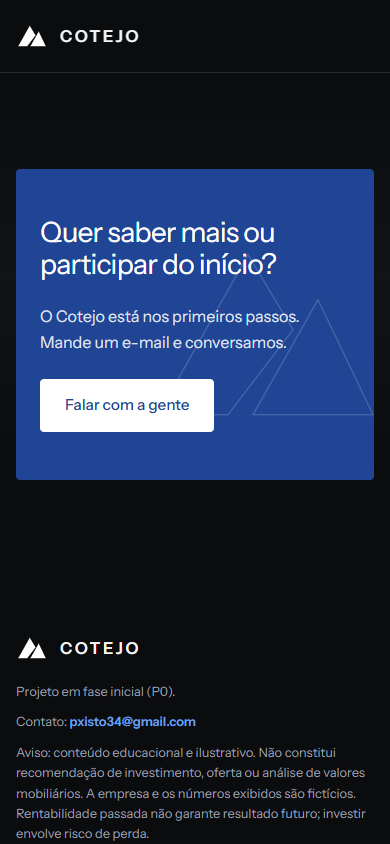 COTEJO
Quer saber mais ou
participar do início?
O Cotejo está nos primeiros passos.
Mande um e-mail e conversamos.
Falar com a gente
COTEJO
Projeto em fase inicial (P0).
Contato: pxisto34@gmail.com
Aviso: conteúdo educacional e ilustrativo. Não constitui
recomendação de investimento, oferta ou análise de valores
mobiliários. A empresa e os números exibidos são fictícios.
Rentabilidade passada não garante resultado futuro; investir
envolve risco de perda.